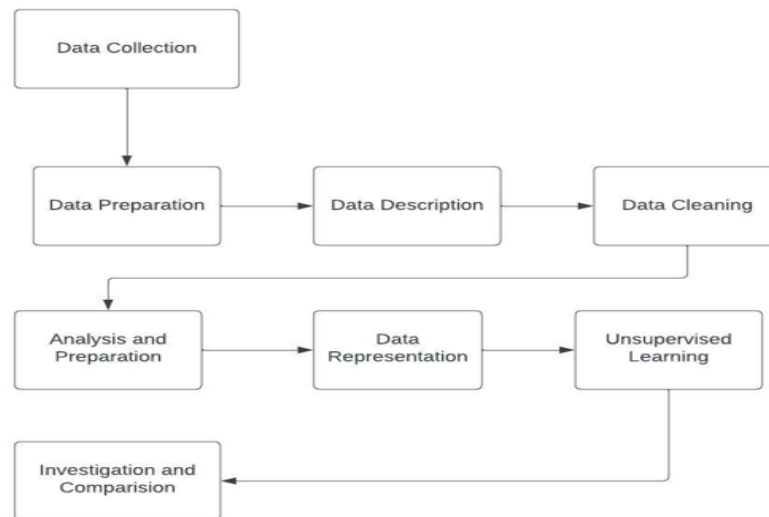 Data Collection
Data Preparation
Data Description
Data Cleaning
Analysis and
Preparation
Data
Representation
Unsupervised
Learning
Investigation and
Comparision